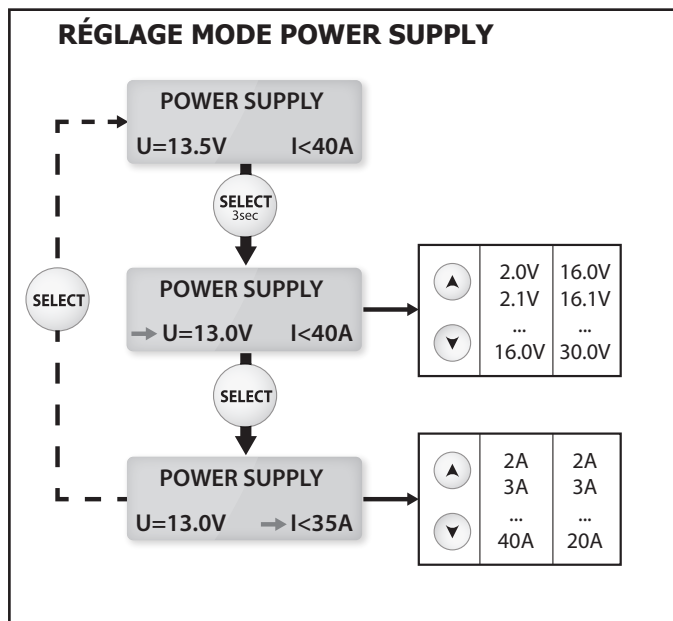 RÉGLAGE MODE POWER SUPPLY
POWER SUPPLY
U=13.5V I<40A
SELECT
3sec
SELECT
POWER SUPPLY
U=13.0V I<40A
2.0V 16.0V
2.1V 16.1V
... ...
16.0V 30.0V
SELECT
POWER SUPPLY
U=13.0V I<35A
2A 2A
3A 3A
... ...
40A 20A